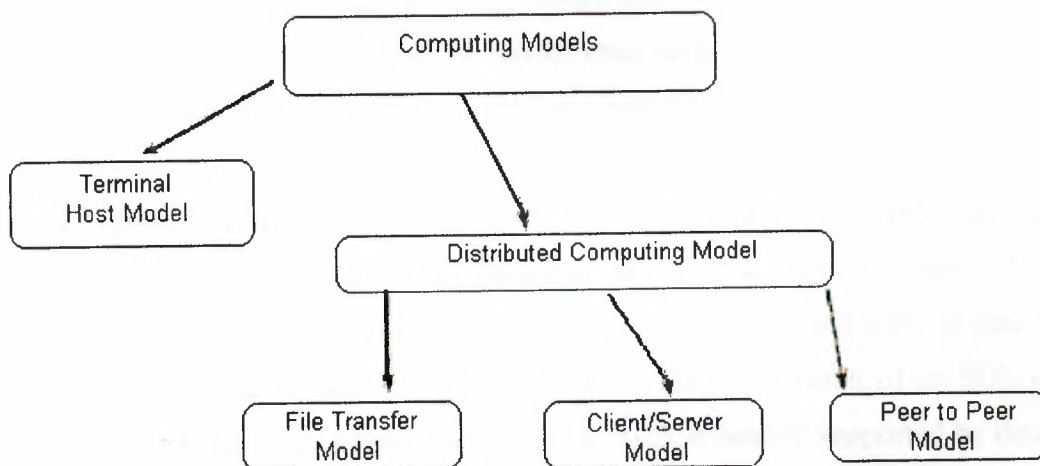 Computing Models
Terminal
Host Model
Distributed Computing Model
File Transfer
Model
Client/Server
Model
Peer to Peer
Model